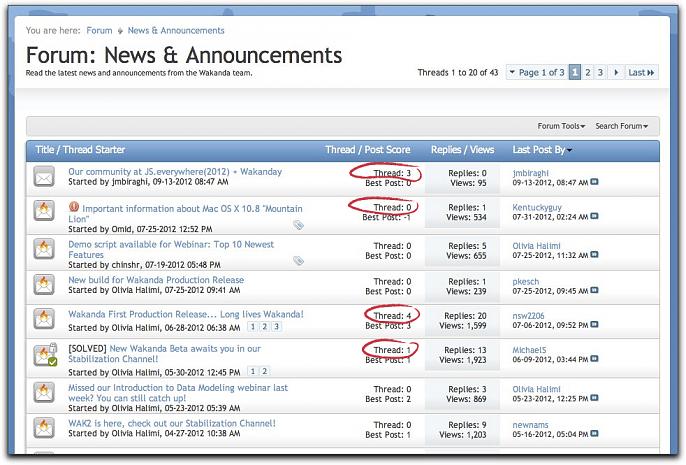 You are here: Forum News & Announcements
Forum: News & Announcements
Read the latest news and announcements from the Wakanda team.
Threads 1 to 20 of 43 Page 1 of 3 1 2 3 Last
Forum Tools Search Forum
Title / Thread Starter Thread / Post Score Replies / Views Last Post By
Our community at JS.everywhere(2012) + Wakanday
Started by jmbiraghi, 09-13-2012 08:47 AM
Thread: 3
Best Post: 0
Replies: 0
Views: 95
jmbiraghi
09-13-2012, 08:47 AM
Important information about Mac OS X 10.8 "Mountain
Lion"
Started by Omid, 07-25-2012 12:52 PM
Thread: 0
Best Post: -1
Replies: 1
Views: 534
Kentuckyguy
07-31-2012, 02:24 AM
Demo script available for Webinar: Top 10 Newest
Features
Started by chinshr, 07-19-2012 05:48 PM
Thread: 0
Best Post: 0
Replies: 5
Views: 655
Olivia Halimi
07-25-2012, 11:32 AM
New build for Wakanda Production Release
Started by Olivia Halimi, 07-25-2012 09:41 AM
Thread: 0
Best Post: 0
Replies: 1
Views: 239
pkesch
07-25-2012, 09:45 AM
Wakanda First Production Release... Long lives Wakanda!
Started by Olivia Halimi, 06-28-2012 06:38 AM 1 2 3
Thread: 4
Best Post: 3
Replies: 20
Views: 1,599
nsw2206
07-06-2012, 09:52 PM
[SOLVED] New Wakanda Beta awaits you in our
Stabilization Channel!
Started by Olivia Halimi, 05-30-2012 12:45 PM 1 2
Thread: 1
Best Post: 1
Replies: 13
Views: 1,923
MichaelS
06-09-2012, 03:44 PM
Missed our Introduction to Data Modeling webinar last
week? You can still catch up!
Started by Olivia Halimi, 05-23-2012 05:39 AM
Thread: 0
Best Post: 2
Replies: 3
Views: 869
Olivia Halimi
05-23-2012, 12:25 PM
WAK2 is here, check out our Stabilization Channel!
Started by Olivia Halimi, 04-27-2012 10:38 AM
Thread: 0
Best Post: 1
Replies: 9
Views: 1,203
newnams
05-16-2012, 05:04 PM